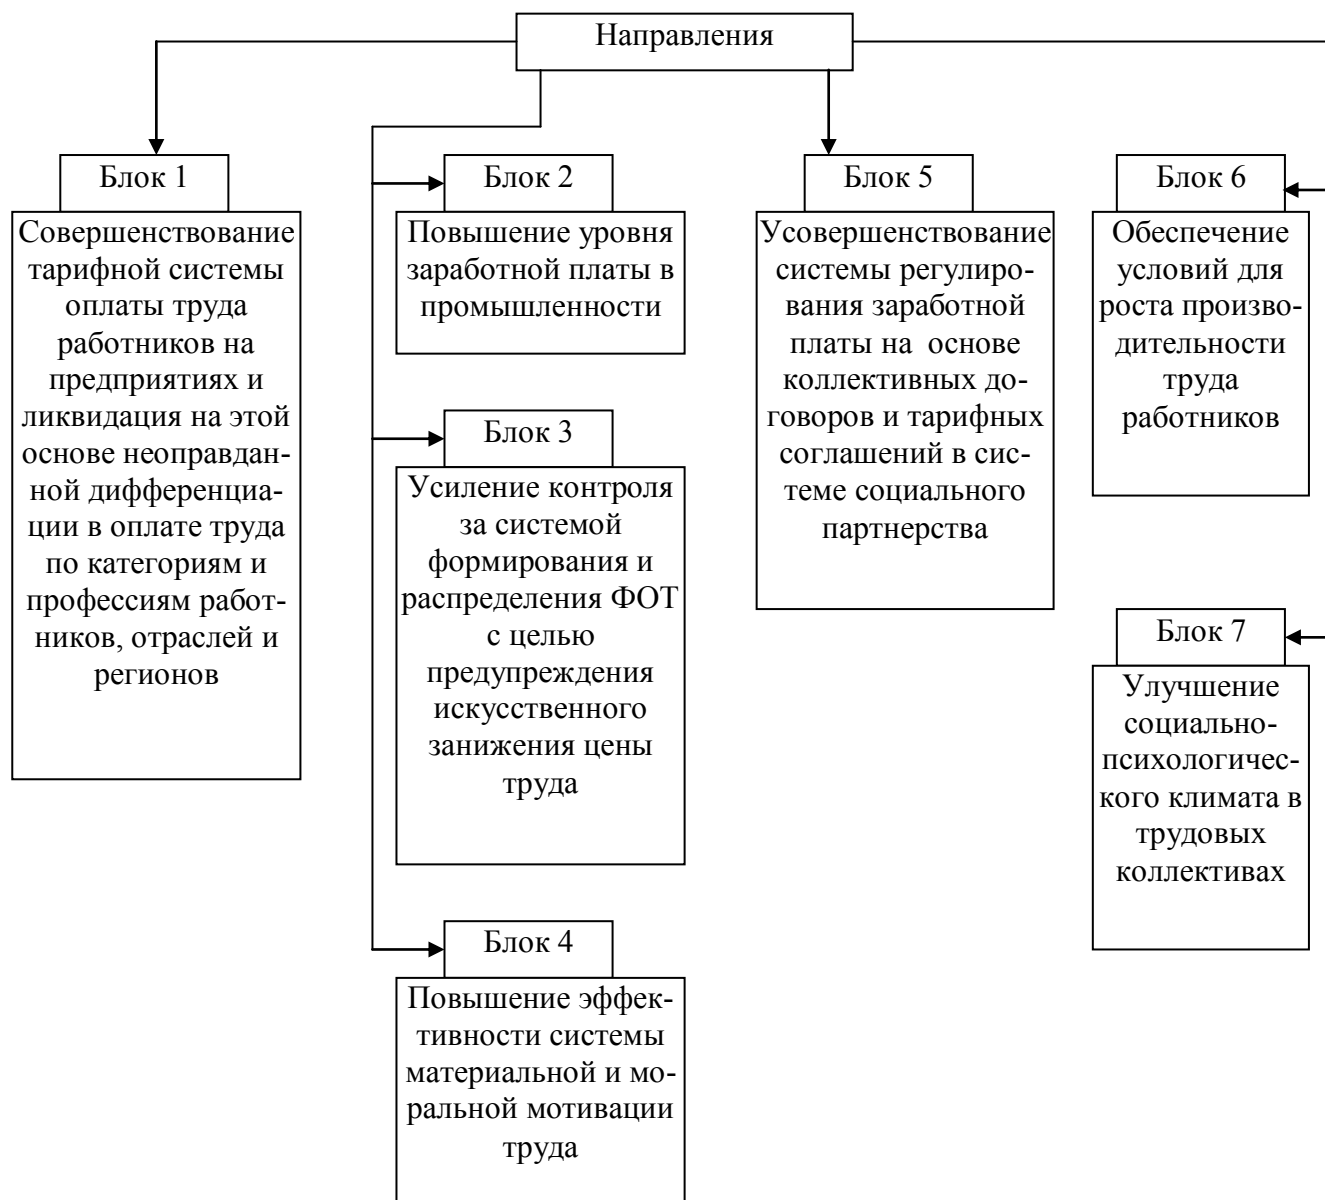 Направления
Блок 1
Совершенствование
тарифной системы
оплаты труда
работников на
предприятиях и
ликвидация на этой
основе неоправдан-
ной дифференциа-
ции в оплате труда
по категориям и
профессиям работ-
ников, отраслей и
регионов
Блок 2
Повышение уровня
заработной платы в
промышленности
Блок 3
Усиление контроля
за системой
формирования и
распределения ФОТ
с целью
предупреждения
искусственного
занижения цены
труда
Блок 4
Повышение эффек-
тивности системы
материальной и мо-
ральной мотивации
труда
Блок 5
Усовершенствование
системы регулиро-
вания заработной
платы на основе
коллективных до-
говоров и тарифных
соглашений в сис-
теме социального
партнерства
Блок 6
Обеспечение
условий для
роста произво-
дительности
труда
работников
Блок 7
Улучшение
социально-
психологичес-
кого климата в
трудовых
коллективах